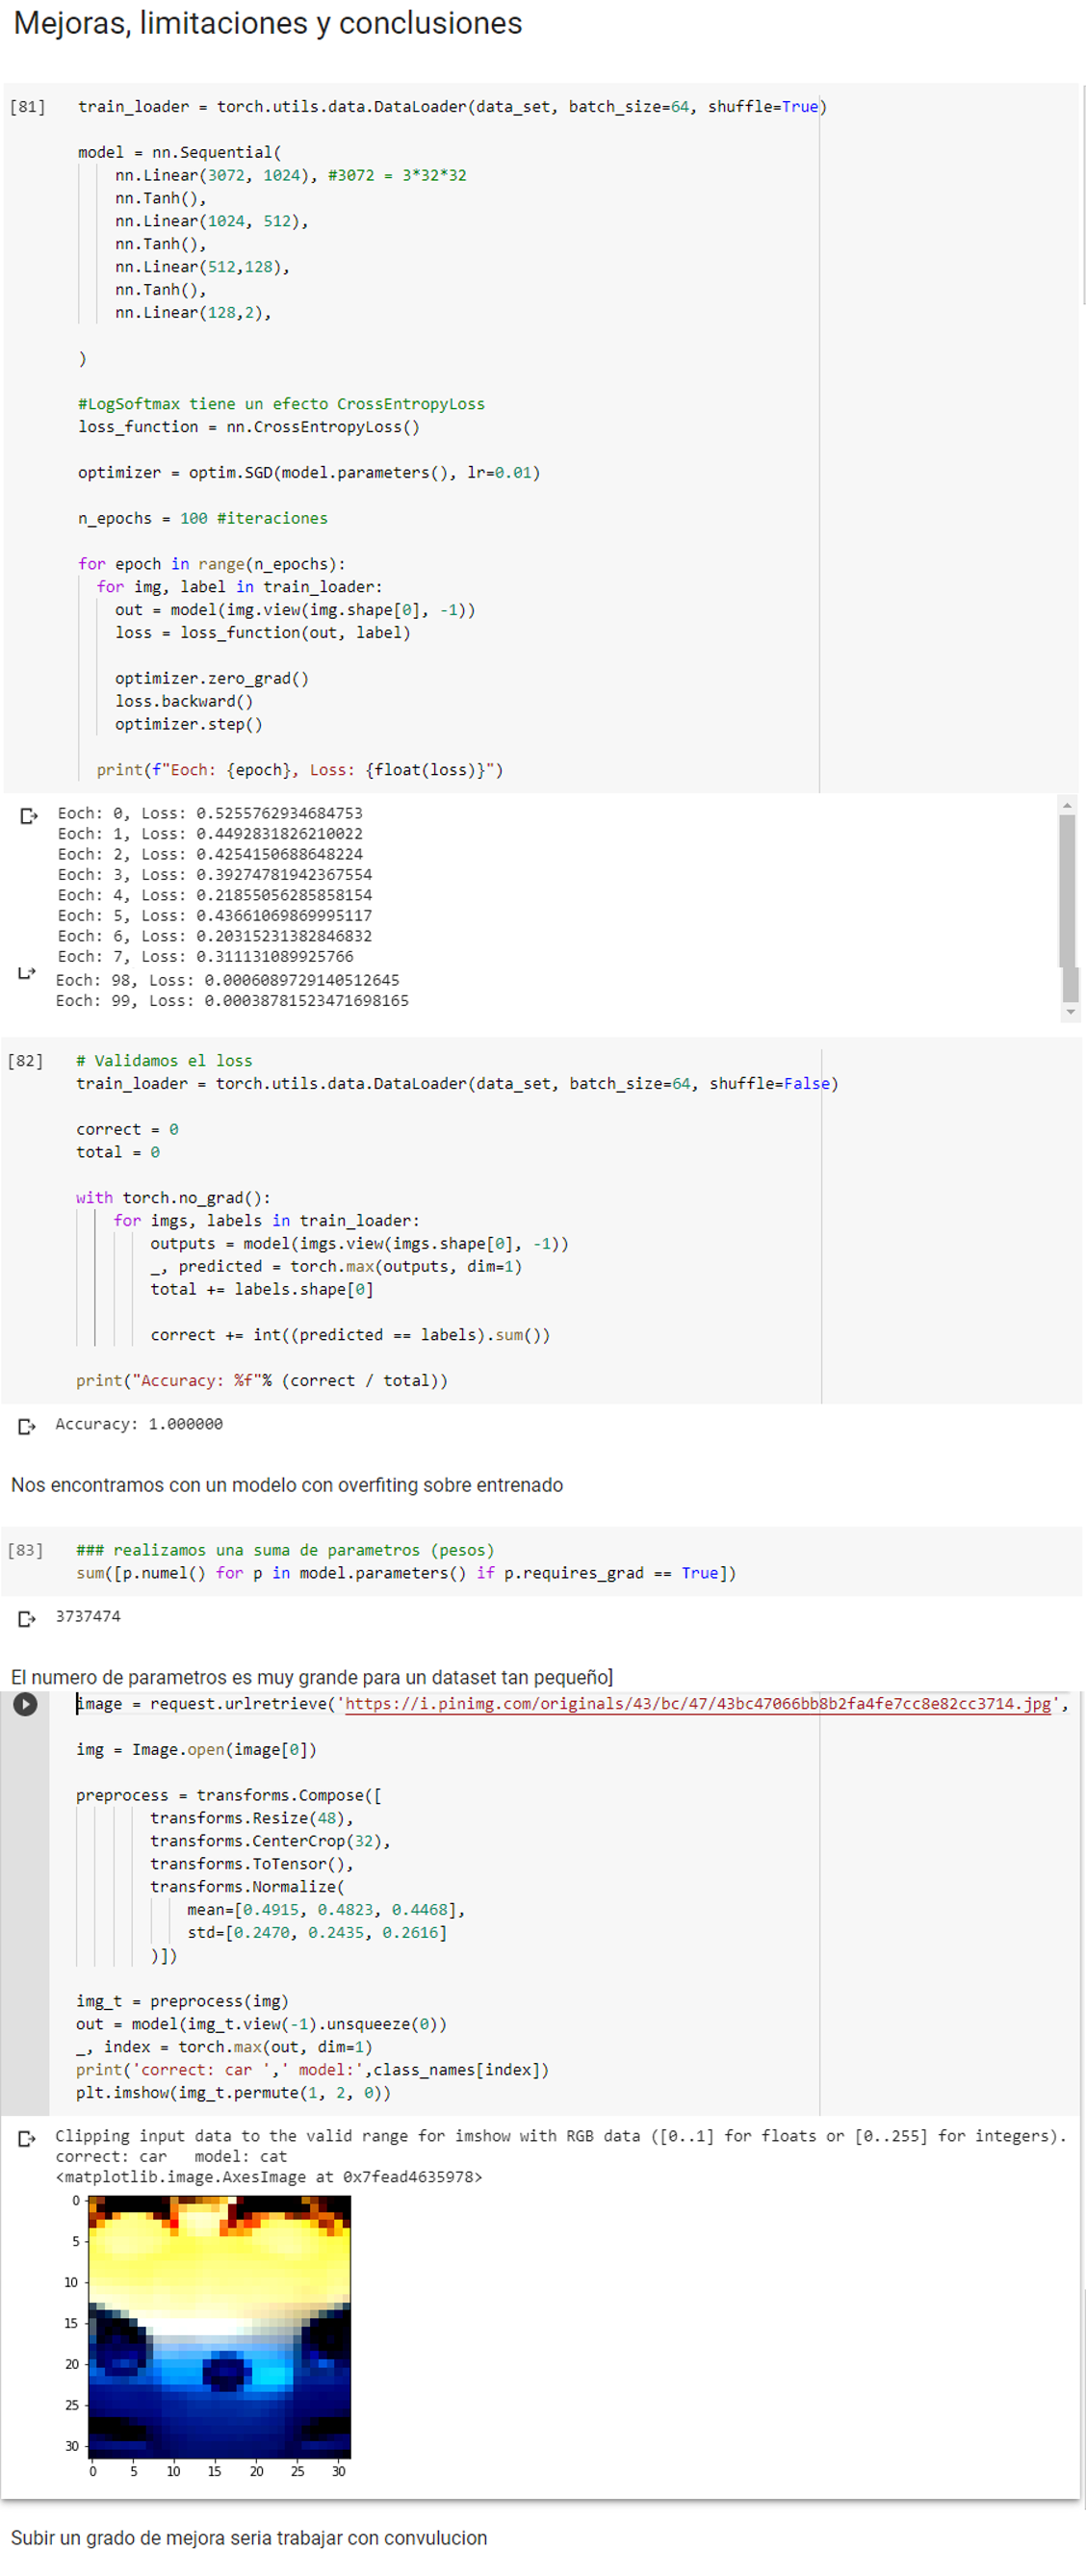 Mejoras, limitaciones y conclusiones
[81] train_loader = torch.utils.data.DataLoader(data_set, batch_size=64, shuffle=True)
model = nn.Sequential(
nn.Linear(3072, 1024), #3072 = 3*32*32
nn.Tanh(),
nn.Linear(1024, 512),
nn.Tanh(),
nn.Linear(512,128),
nn.Tanh(),
nn.Linear(128,2),
)
#LogSoftmax tiene un efecto CrossEntropyLoss
loss_function = nn.CrossEntropyLoss()
optimizer = optim.SGD(model.parameters(), lr=0.01)
n_epochs = 100 #iteraciones
for epoch in range(n_epochs):
for img, label in train_loader:
out = model(img.view(img.shape[0], -1))
loss = loss_function(out, label)
optimizer.zero_grad()
loss.backward()
optimizer.step()
print(f"Eoch: {epoch}, Loss: {float(loss)}")
Eoch: 0, Loss: 0.5255762934684753
Eoch: 1, Loss: 0.4492831826210022
Eoch: 2, Loss: 0.4254150688648224
Eoch: 3, Loss: 0.39274781942367554
Eoch: 4, Loss: 0.21855056285858154
Eoch: 5, Loss: 0.43661069869995117
Eoch: 6, Loss: 0.20315231382846832
Eoch: 7, Loss: 0.311131089925766
Eoch: 98, Loss: 0.0006089729140512645
Eoch: 99, Loss: 0.00038781523471698165
[82] # Validamos el loss
train_loader = torch.utils.data.DataLoader(data_set, batch_size=64, shuffle=False)
correct = 0
total = 0
with torch.no_grad():
for imgs, labels in train_loader:
outputs = model(imgs.view(imgs.shape[0], -1))
_, predicted = torch.max(outputs, dim=1)
total += labels.shape[0]
correct += int((predicted == labels).sum())
print("Accuracy: %f"% (correct / total))
Accuracy: 1.000000
Nos encontramos con un modelo con overfiting sobre entrenado
[83] ### realizamos una suma de parametros (pesos)
sum([p.numel() for p in model.parameters() if p.requires_grad == True])
3737474
El numero de parametros es muy grande para un dataset tan pequeño]
image = request.urlretrieve('https://i.pinimg.com/originals/43/bc/47/43bc47066bb8b2fa4fe7cc8e82cc3714.jpg',
img = Image.open(image[0])
preprocess = transforms.Compose([
transforms.Resize(48),
transforms.CenterCrop(32),
transforms.ToTensor(),
transforms.Normalize(
mean=[0.4915, 0.4823, 0.4468],
std=[0.2470, 0.2435, 0.2616]
)])
img_t = preprocess(img)
out = model(img_t.view(-1).unsqueeze(0))
_, index = torch.max(out, dim=1)
print('correct: car ',' model:',class_names[index])
plt.imshow(img_t.permute(1, 2, 0))
Clipping input data to the valid range for imshow with RGB data ([0..1] for floats or [0..255] for integers).
correct: car model: cat
<matplotlib.image.AxesImage at 0x7fead4635978>
0
5
10
15
20
25
30
0 5 10 15 20 25 30
Subir un grado de mejora seria trabajar con convulucion